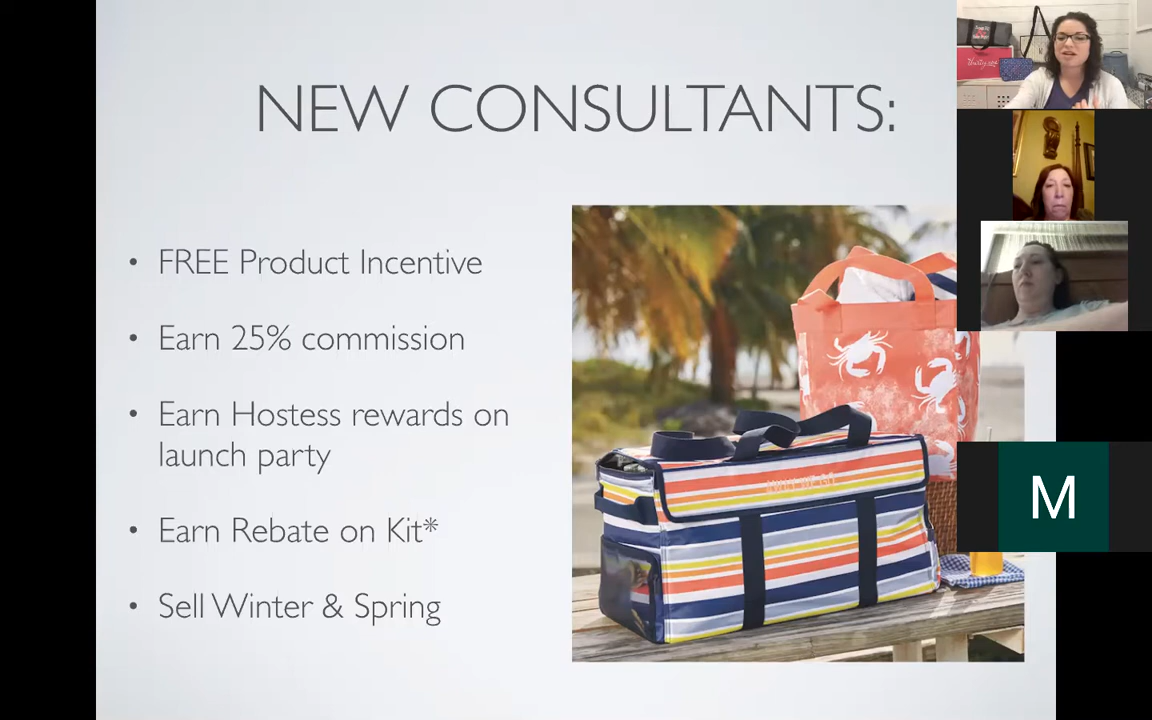 NEW CONSULTANTS:
• FREE Product Incentive
• Earn 25% commission
• Earn Hostess rewards on
launch party
• Earn Rebate on Kit*
• Sell Winter & Spring
M